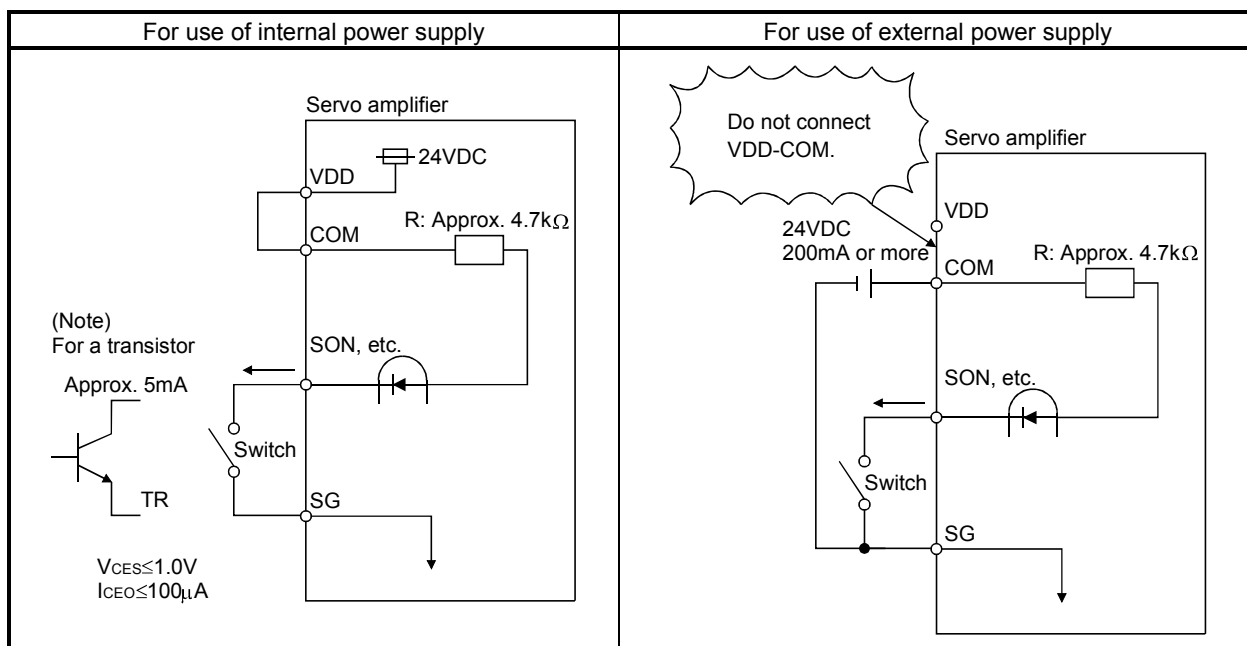 For use of internal power supply
For use of external power supply
Servo amplifier
24VDC
VDD
COM
R: Approx. 4.7kΩ
(Note)
For a transistor
Approx. 5mA
SON, etc.
Switch
TR
SG
VCES≤1.0V
ICEO≤100μA
Do not connect
VDD-COM.
Servo amplifier
VDD
24VDC
200mA or more
COM
R: Approx. 4.7kΩ
SON, etc.
Switch
SG